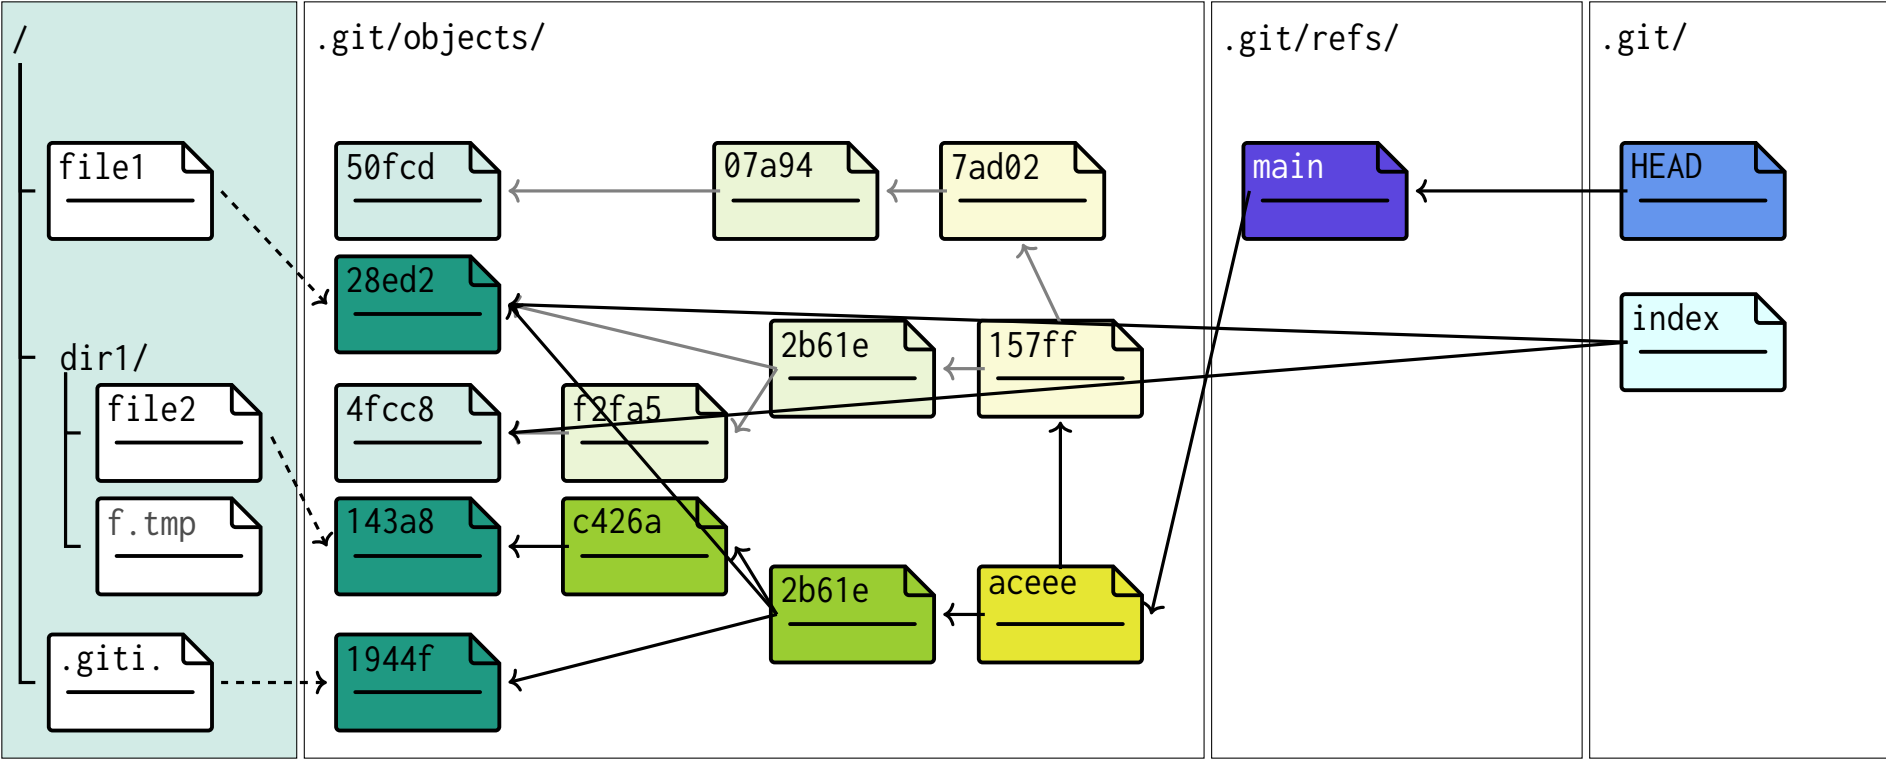 /
.git/objects/
.git/refs/
.git/
file1
50fcd
07a94
7ad02
main
HEAD
28ed2
index
dir1/
2b61e
157ff
file2
4fcc8
f2fa5
f.tmp
143a8
c426a
2b61e
aceee
.giti.
1944f